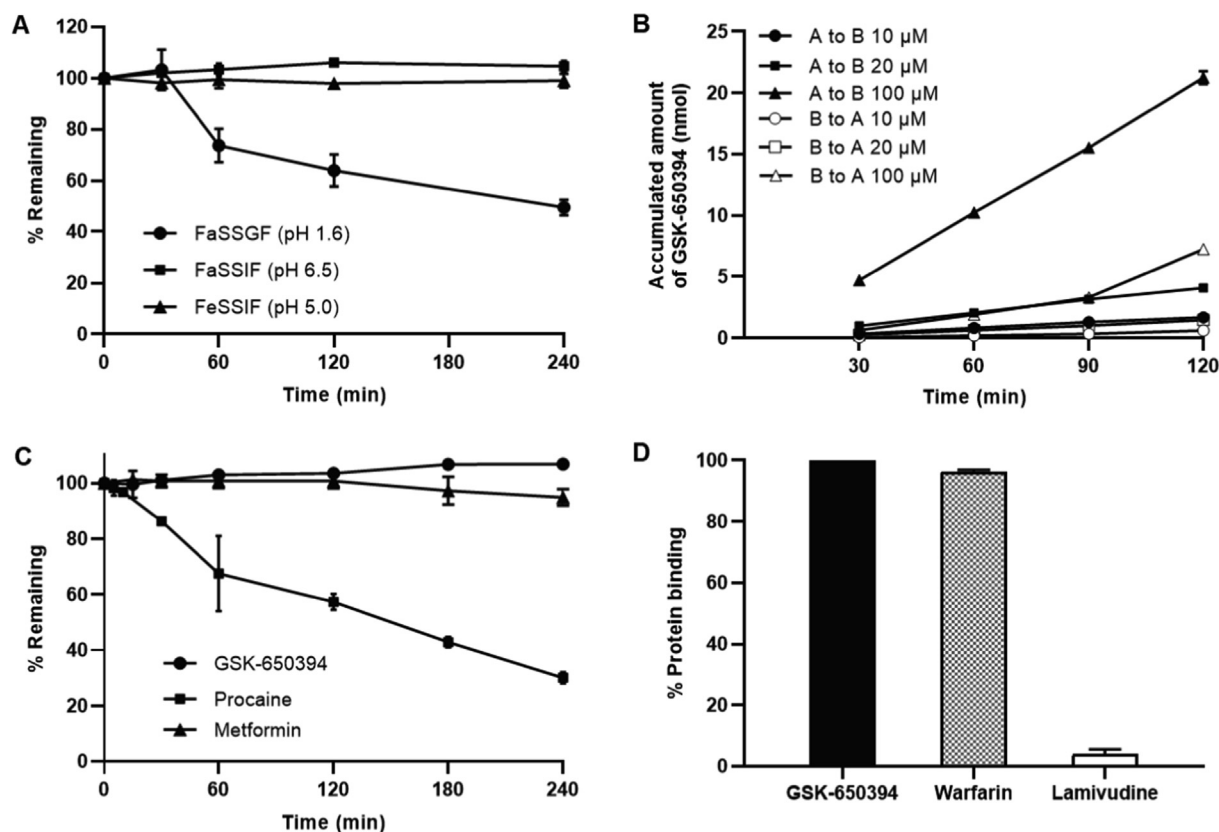 A
120
100
80
60
40
20
0
% Remaining
FaSSGF (pH 1.6)
FaSSIF (pH 6.5)
FeSSIF (pH 5.0)
0 60 120 180 240
Time (min)
B
25
20
15
10
5
0
Accumulated amount
of GSK-650394 (nmol)
A to B 10 µM
A to B 20 µM
A to B 100 µM
B to A 10 µM
B to A 20 µM
B to A 100 µM
30 60 90 120
Time (min)
C
100
80
60
40
20
0
% Remaining
GSK-650394
Procaine
Metformin
0 60 120 180 240
Time (min)
D
100
80
60
40
20
0
% Protein binding
GSK-650394 Warfarin Lamivudine